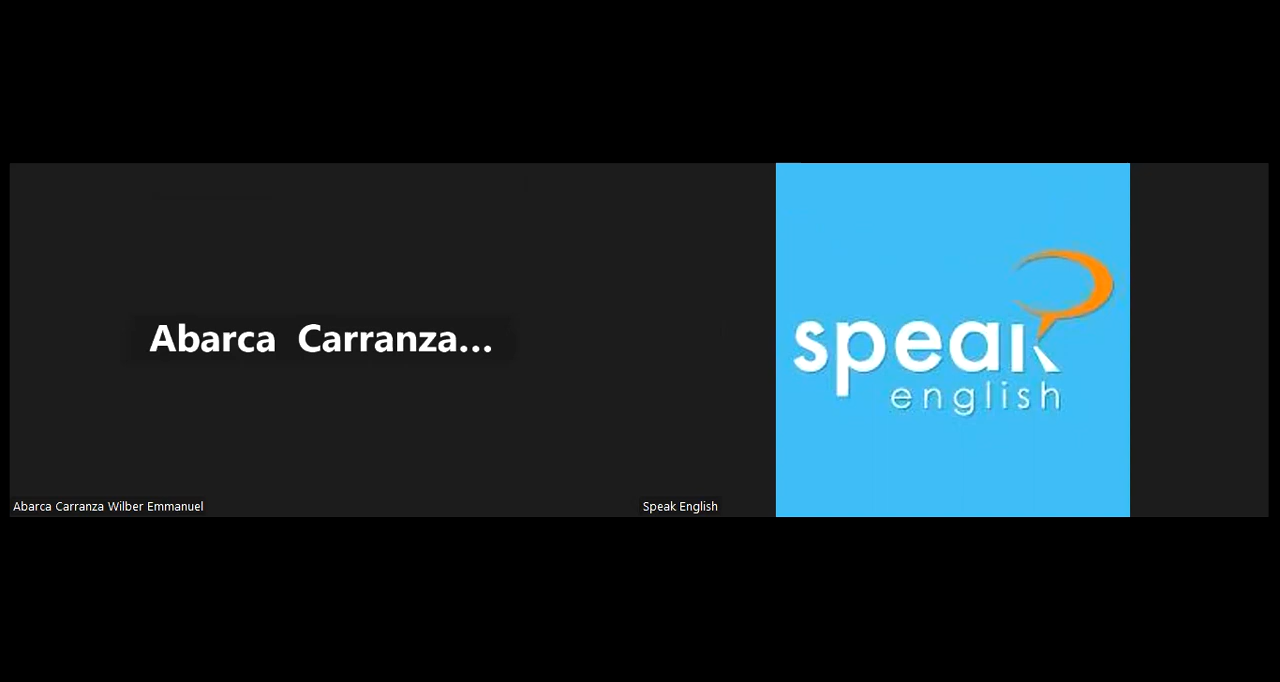 Abarca Carranza...
Abarca Carranza Wilber Emmanuel
speak
english
Speak English